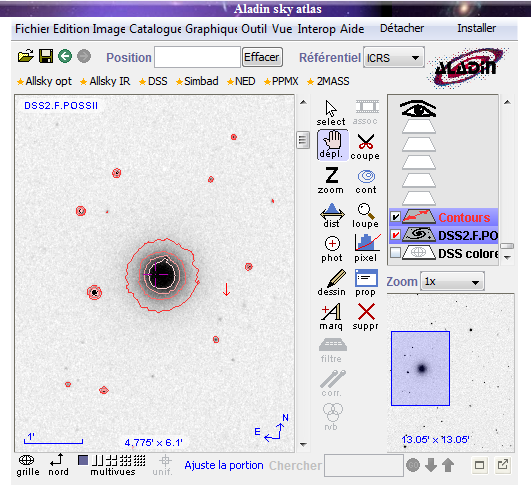 Aladin sky atlas
Fichier Edition Image Catalogue Graphique Outil Vue Interop Aide Détacher Installer
Position Effacer Référentiel ICRS
Allsky opt Allsky IR DSS Simbad NED PPMX 2MASS
ALADIN
DSS2.F.POSSII
select assoc
dépl. coupe
zoom cont
dist loupe
phot pixel
dessin prop
marq suppr
filtre
corr.
rvb
Contours
DSS2.F.PO
DSS colore
Zoom 1x
1'
4.775' x 6.1'
N
E
13.05' x 13.05'
grille nord multivues unif. Ajuste la portion Chercher